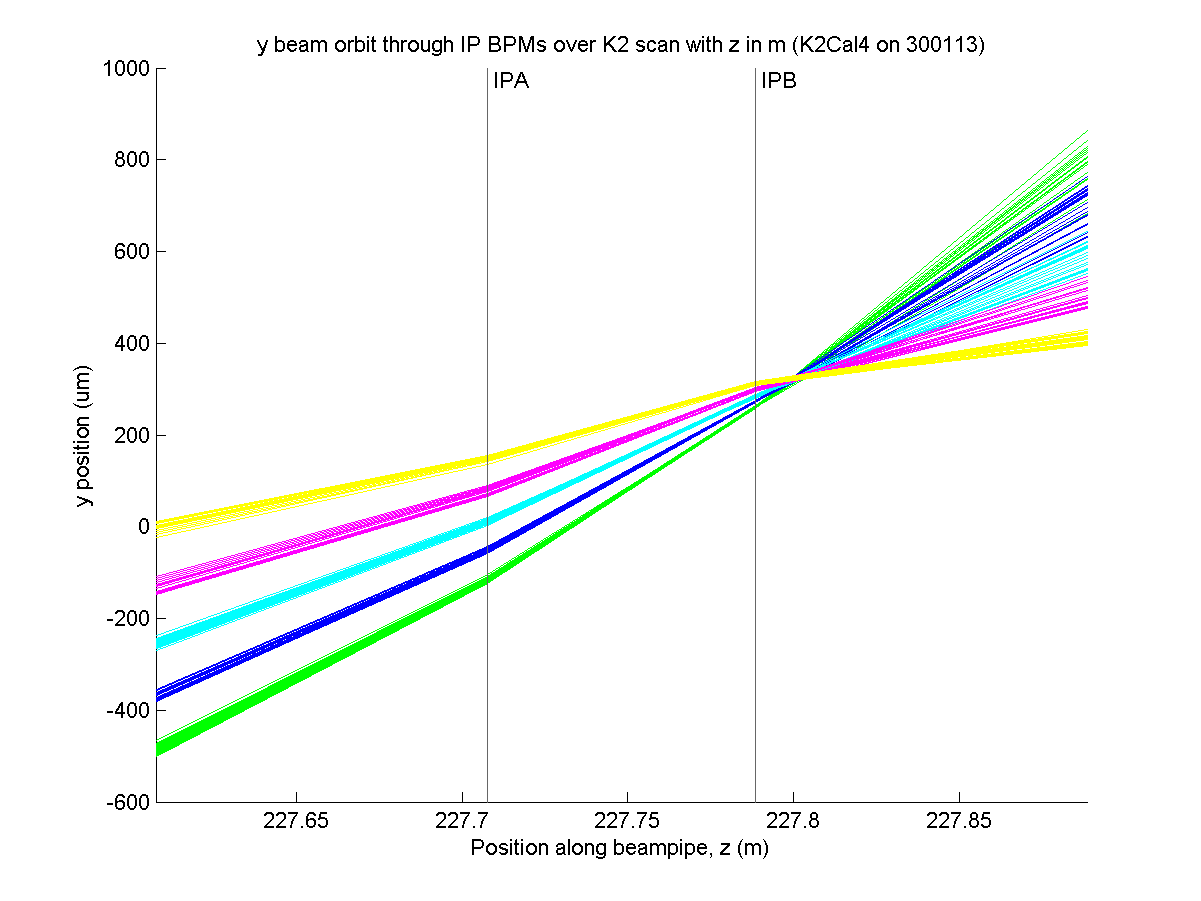 y beam orbit through IP BPMs over K2 scan with z in m (K2Cal4 on 300113)
1000
IPA
IPB
800
600
400
200
0
-200
-400
-600
y position (um)
227.65
227.7
227.75
227.8
227.85
Position along beampipe, z (m)